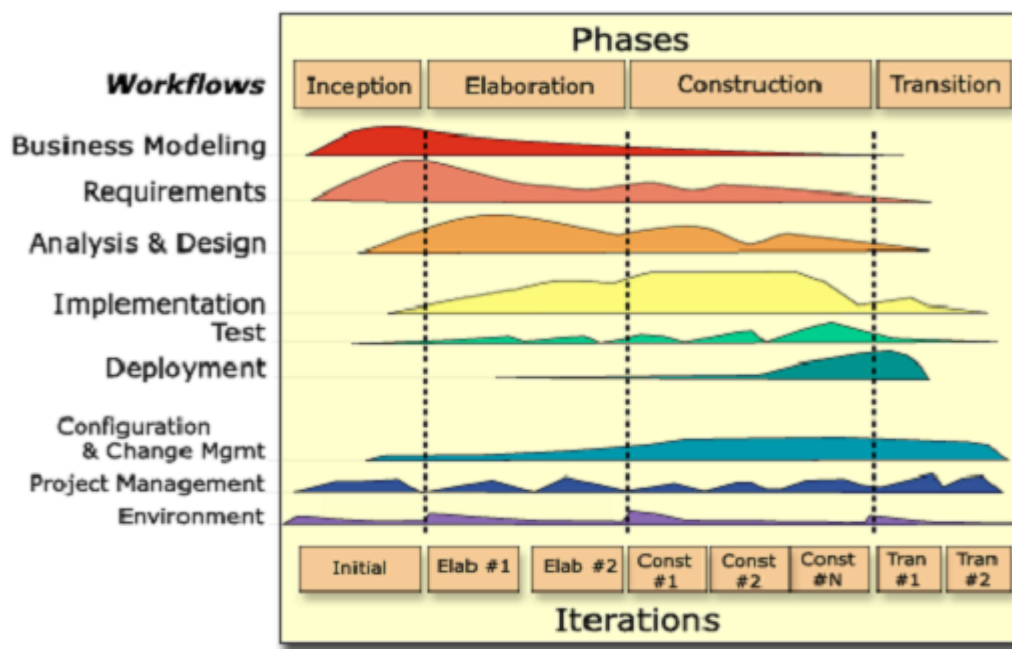 Phases
Workflows
Inception
Elaboration
Construction
Transition
Business Modeling
Requirements
Analysis & Design
Implementation
Test
Deployment
Configuration
& Change Mgmt
Project Management
Environment
Initial
Elab #1
Elab #2
Const
#1
Const
#2
Const
#N
Tran
#1
Tran
#2
Iterations